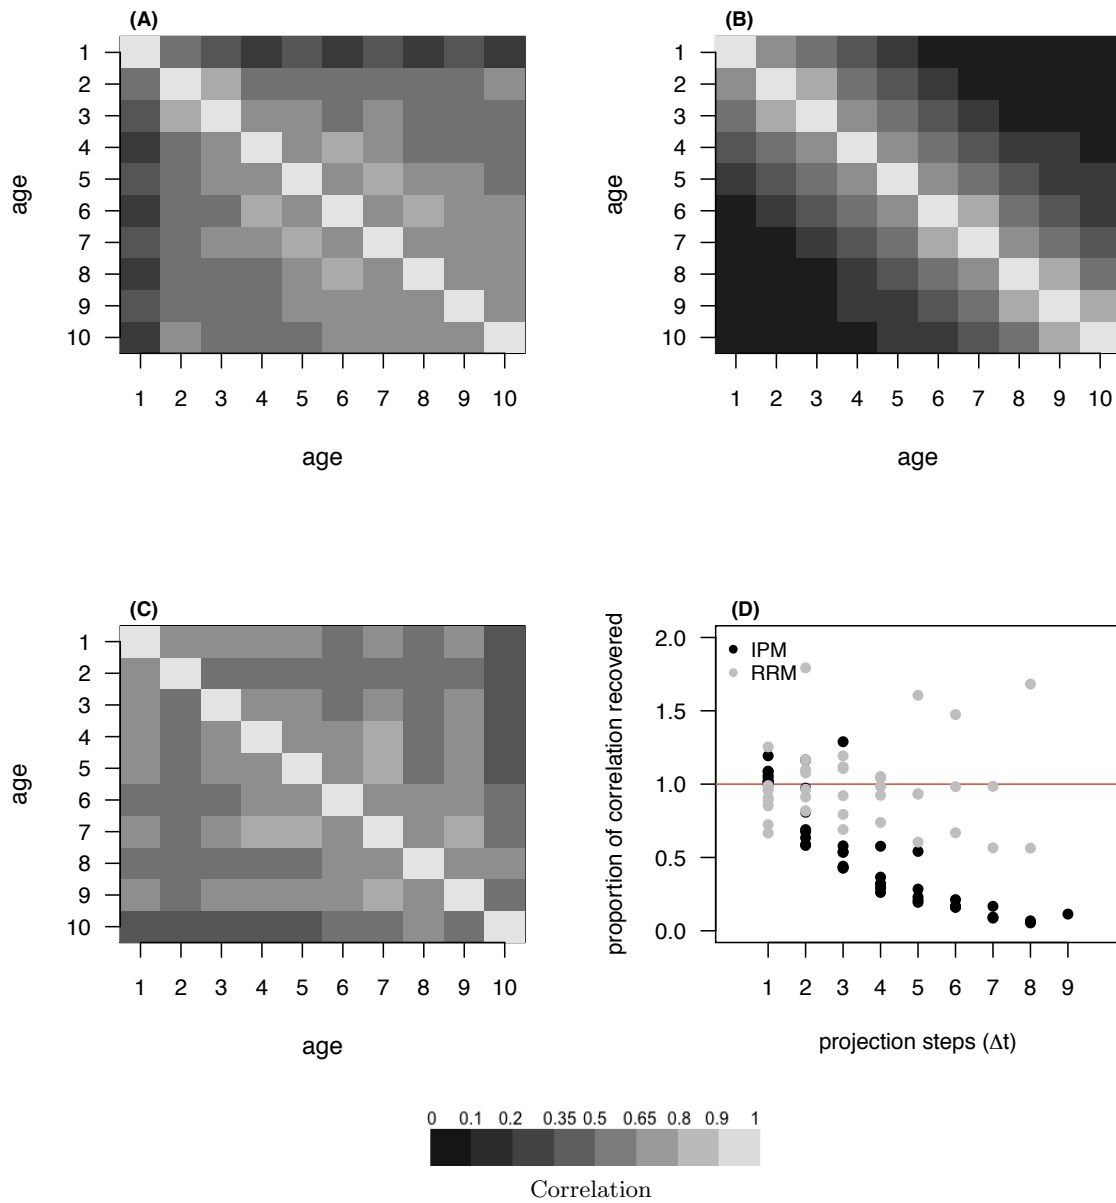 (A)
age
1
2
3
4
5
6
7
8
9
10
1 2 3 4 5 6 7 8 9 10
age
(B)
age
1
2
3
4
5
6
7
8
9
10
1 2 3 4 5 6 7 8 9 10
age
(C)
age
1
2
3
4
5
6
7
8
9
10
1 2 3 4 5 6 7 8 9 10
age
(D)
proportion of correlation recovered
2.0
1.5
1.0
0.5
0.0
IPM
RRM
1 2 3 4 5 6 7 8 9
projection steps (Δt)
0 0.1 0.2 0.35 0.5 0.65 0.8 0.9 1
Correlation